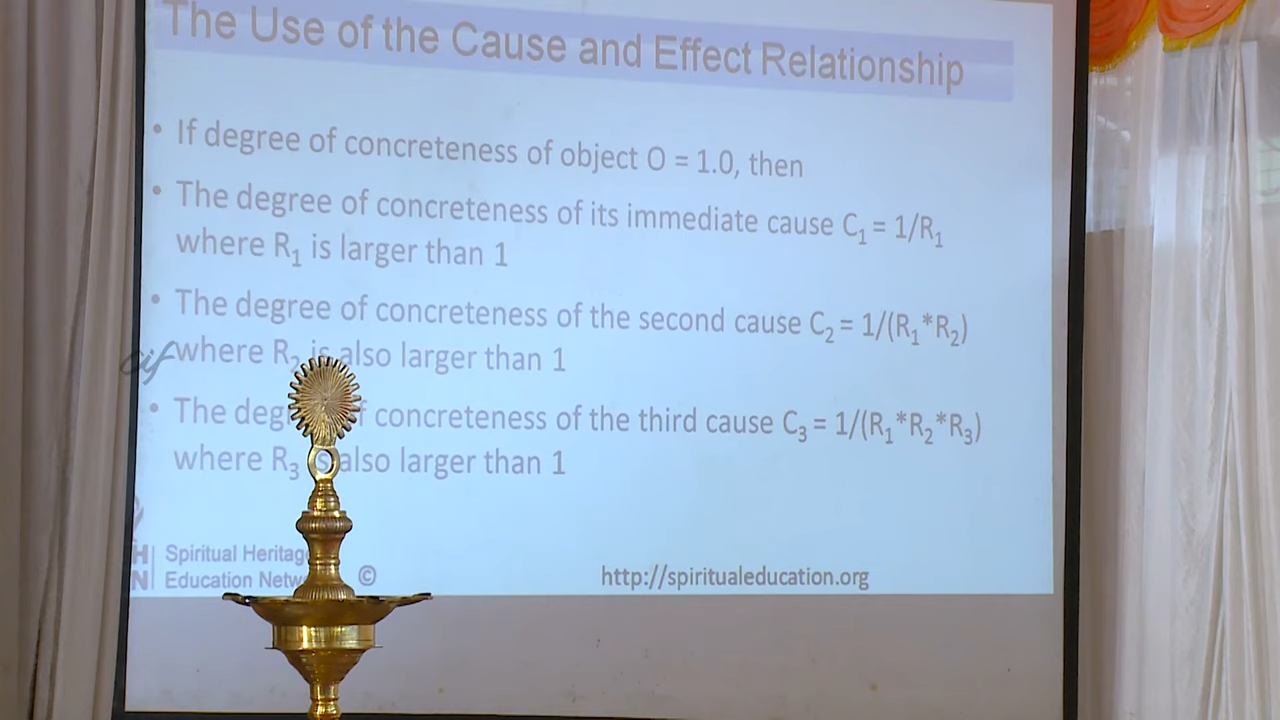 The Use of the Cause and Effect Relationship
• If degree of concreteness of object O = 1.0, then
• The degree of concreteness of its immediate cause C₁ = 1/R₁
where R₁ is larger than 1
• The degree of concreteness of the second cause C₂ = 1/(R₁*R₂)
cif
where R₂ is also larger than 1
• The concreteness of the third cause C₃ = 1/(R₁*R₂*R₃)
where R₃ also larger than 1
H Spiritual
N Education
©
http://spiritualeducation.org